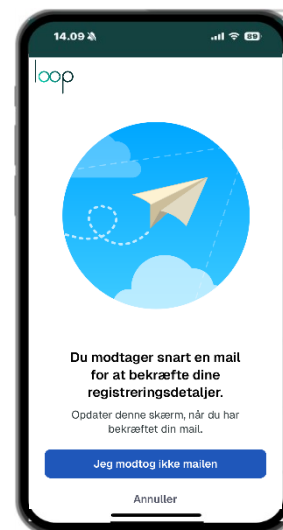 14.09
89
loop
Du modtager snart en mail
for at bekræfte dine
registreringsdetaljer.
Opdater denne skærm, når du har
bekræftet din mail.
Jeg modtog ikke mailen
Annuller